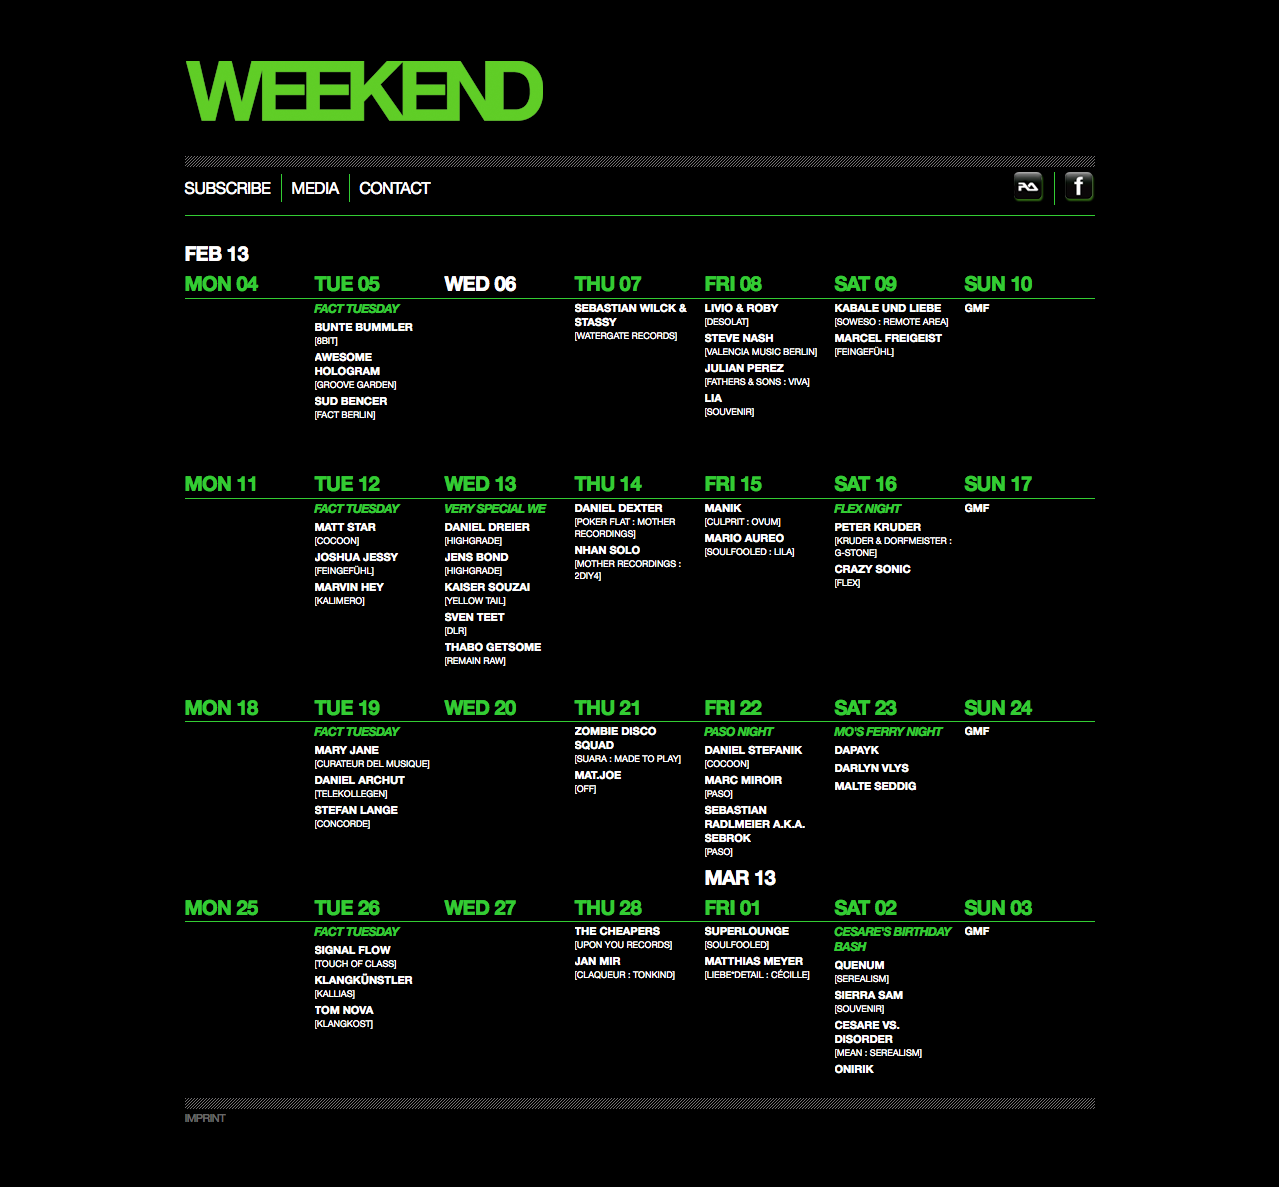 WEEKEND
SUBSCRIBE
MEDIA
CONTACT
f
FEB 13
MON 04
TUE 05
FACT TUESDAY
BUNTE BUMMLER
[8BIT]
AWESOME
HOLOGRAM
[GROOVE GARDEN]
SUD BENCER
[FACT BERLIN]
WED 06
THU 07
SEBASTIAN WILCK &
STASSY
[WATERGATE RECORDS]
FRI 08
LIVIO & ROBY
[DESOLAT]
STEVE NASH
[VALENCIA MUSIC BERLIN]
JULIAN PEREZ
[FATHERS & SONS : VIVA]
LIA
[SOUVENIR]
SAT 09
KABALE UND LIEBE
[SOWESO : REMOTE AREA]
MARCEL FREIGEIST
[FEINGEFÜHL]
SUN 10
GMF
MON 11
TUE 12
FACT TUESDAY
MATT STAR
[COCOON]
JOSHUA JESSY
[FEINGEFÜHL]
MARVIN HEY
[KALIMERO]
WED 13
VERY SPECIAL WE
DANIEL DREIER
[HIGHGRADE]
JENS BOND
[HIGHGRADE]
KAISER SOUZAI
[YELLOW TAIL]
SVEN TEET
[DLR]
THABO GETSOME
[REMAIN RAW]
THU 14
DANIEL DEXTER
[POKER FLAT : MOTHER
RECORDINGS]
NHAN SOLO
[MOTHER RECORDINGS :
2DIY4]
FRI 15
MANIK
[CULPRIT : OVUM]
MARIO AUREO
[SOULFOOLED : LILA]
SAT 16
FLEX NIGHT
PETER KRUDER
[KRUDER & DORFMEISTER :
G-STONE]
CRAZY SONIC
[FLEX]
SUN 17
GMF
MON 18
TUE 19
FACT TUESDAY
MARY JANE
[CURATEUR DEL MUSIQUE]
DANIEL ARCHUT
[TELEKOLLEGEN]
STEFAN LANGE
[CONCORDE]
WED 20
THU 21
ZOMBIE DISCO
SQUAD
[SUARA : MADE TO PLAY]
MAT.JOE
[OFF]
FRI 22
PASO NIGHT
DANIEL STEFANIK
[COCOON]
MARC MIROIR
[PASO]
SEBASTIAN
RADLMEIER A.K.A.
SEBROK
[PASO]
SAT 23
MO'S FERRY NIGHT
DAPAYK
DARLYN VLYS
MALTE SEDDIG
SUN 24
GMF
MON 25
TUE 26
FACT TUESDAY
SIGNAL FLOW
[TOUCH OF CLASS]
KLANGKÜNSTLER
[KALLIAS]
TOM NOVA
[KLANGKOST]
WED 27
THU 28
THE CHEAPERS
[UPON YOU RECORDS]
JAN MIR
[CLAQUEUR : TONKIND]
MAR 13
FRI 01
SUPERLOUNGE
[SOULFOOLED]
MATTHIAS MEYER
[LIEBE*DETAIL : CÉCILLE]
SAT 02
CESARE'S BIRTHDAY
BASH
QUENUM
[SEREALISM]
SIERRA SAM
[SOUVENIR]
CESARE VS.
DISORDER
[MEAN : SEREALISM]
ONIRIK
SUN 03
GMF
IMPRINT